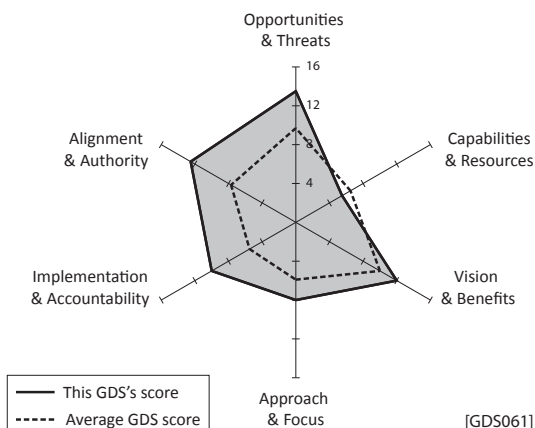 Opportunities
& Threats
16
12
8
4
Alignment
& Authority
Capabilities
& Resources
Implementation
& Accountability
Vision
& Benefits
Approach
& Focus
This GDS's score
Average GDS score
[GDS061]